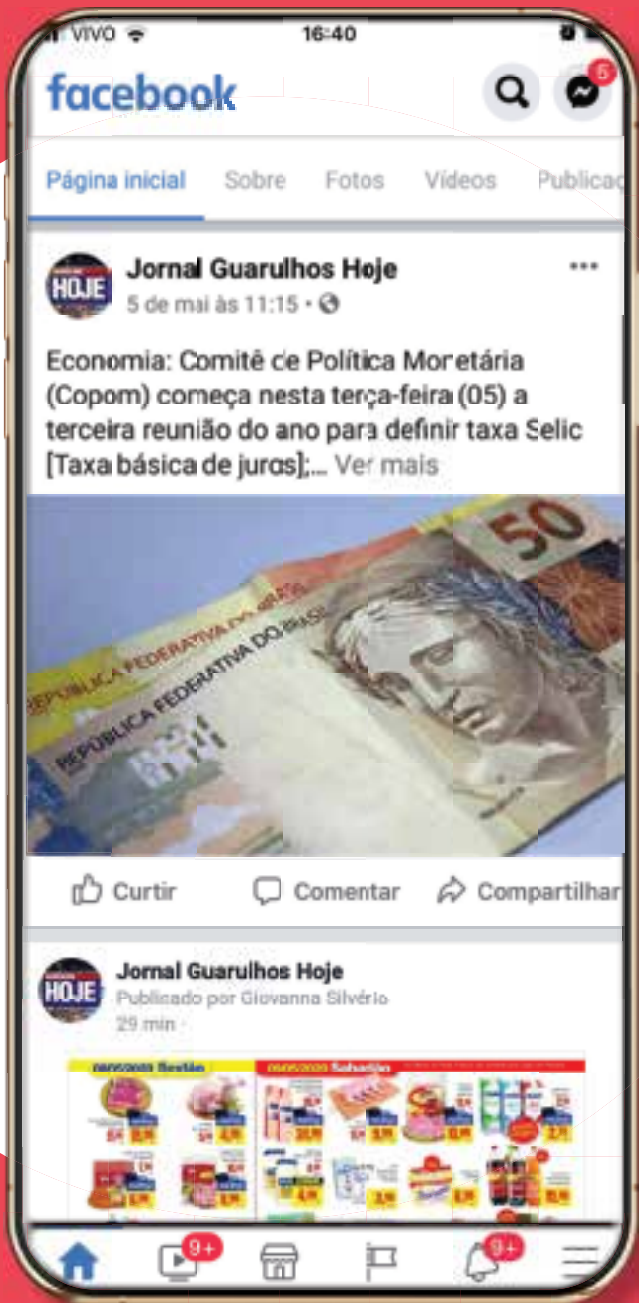 VIVO 16:40
facebook 5
Página inicial Sobre Fotos Vídeos Publicaç
HOJE
Jornal Guarulhos Hoje
5 de mai às 11:15 •
Economia: Comitê de Política Monetária
(Copom) começa nesta terça-feira (05) a
terceira reunião do ano para definir taxa Selic
[Taxa básica de juros];... Ver mais
50
REPÚBLICA FEDERATIVA DO BRASIL
REPÚBLICA FEDERATIVA DO BRASIL
Curtir Comentar Compartilhar
HOJE
Jornal Guarulhos Hoje
Publicado por Giovanna Silvério
29 min ·
Sextão Sabadão
9+ 9+